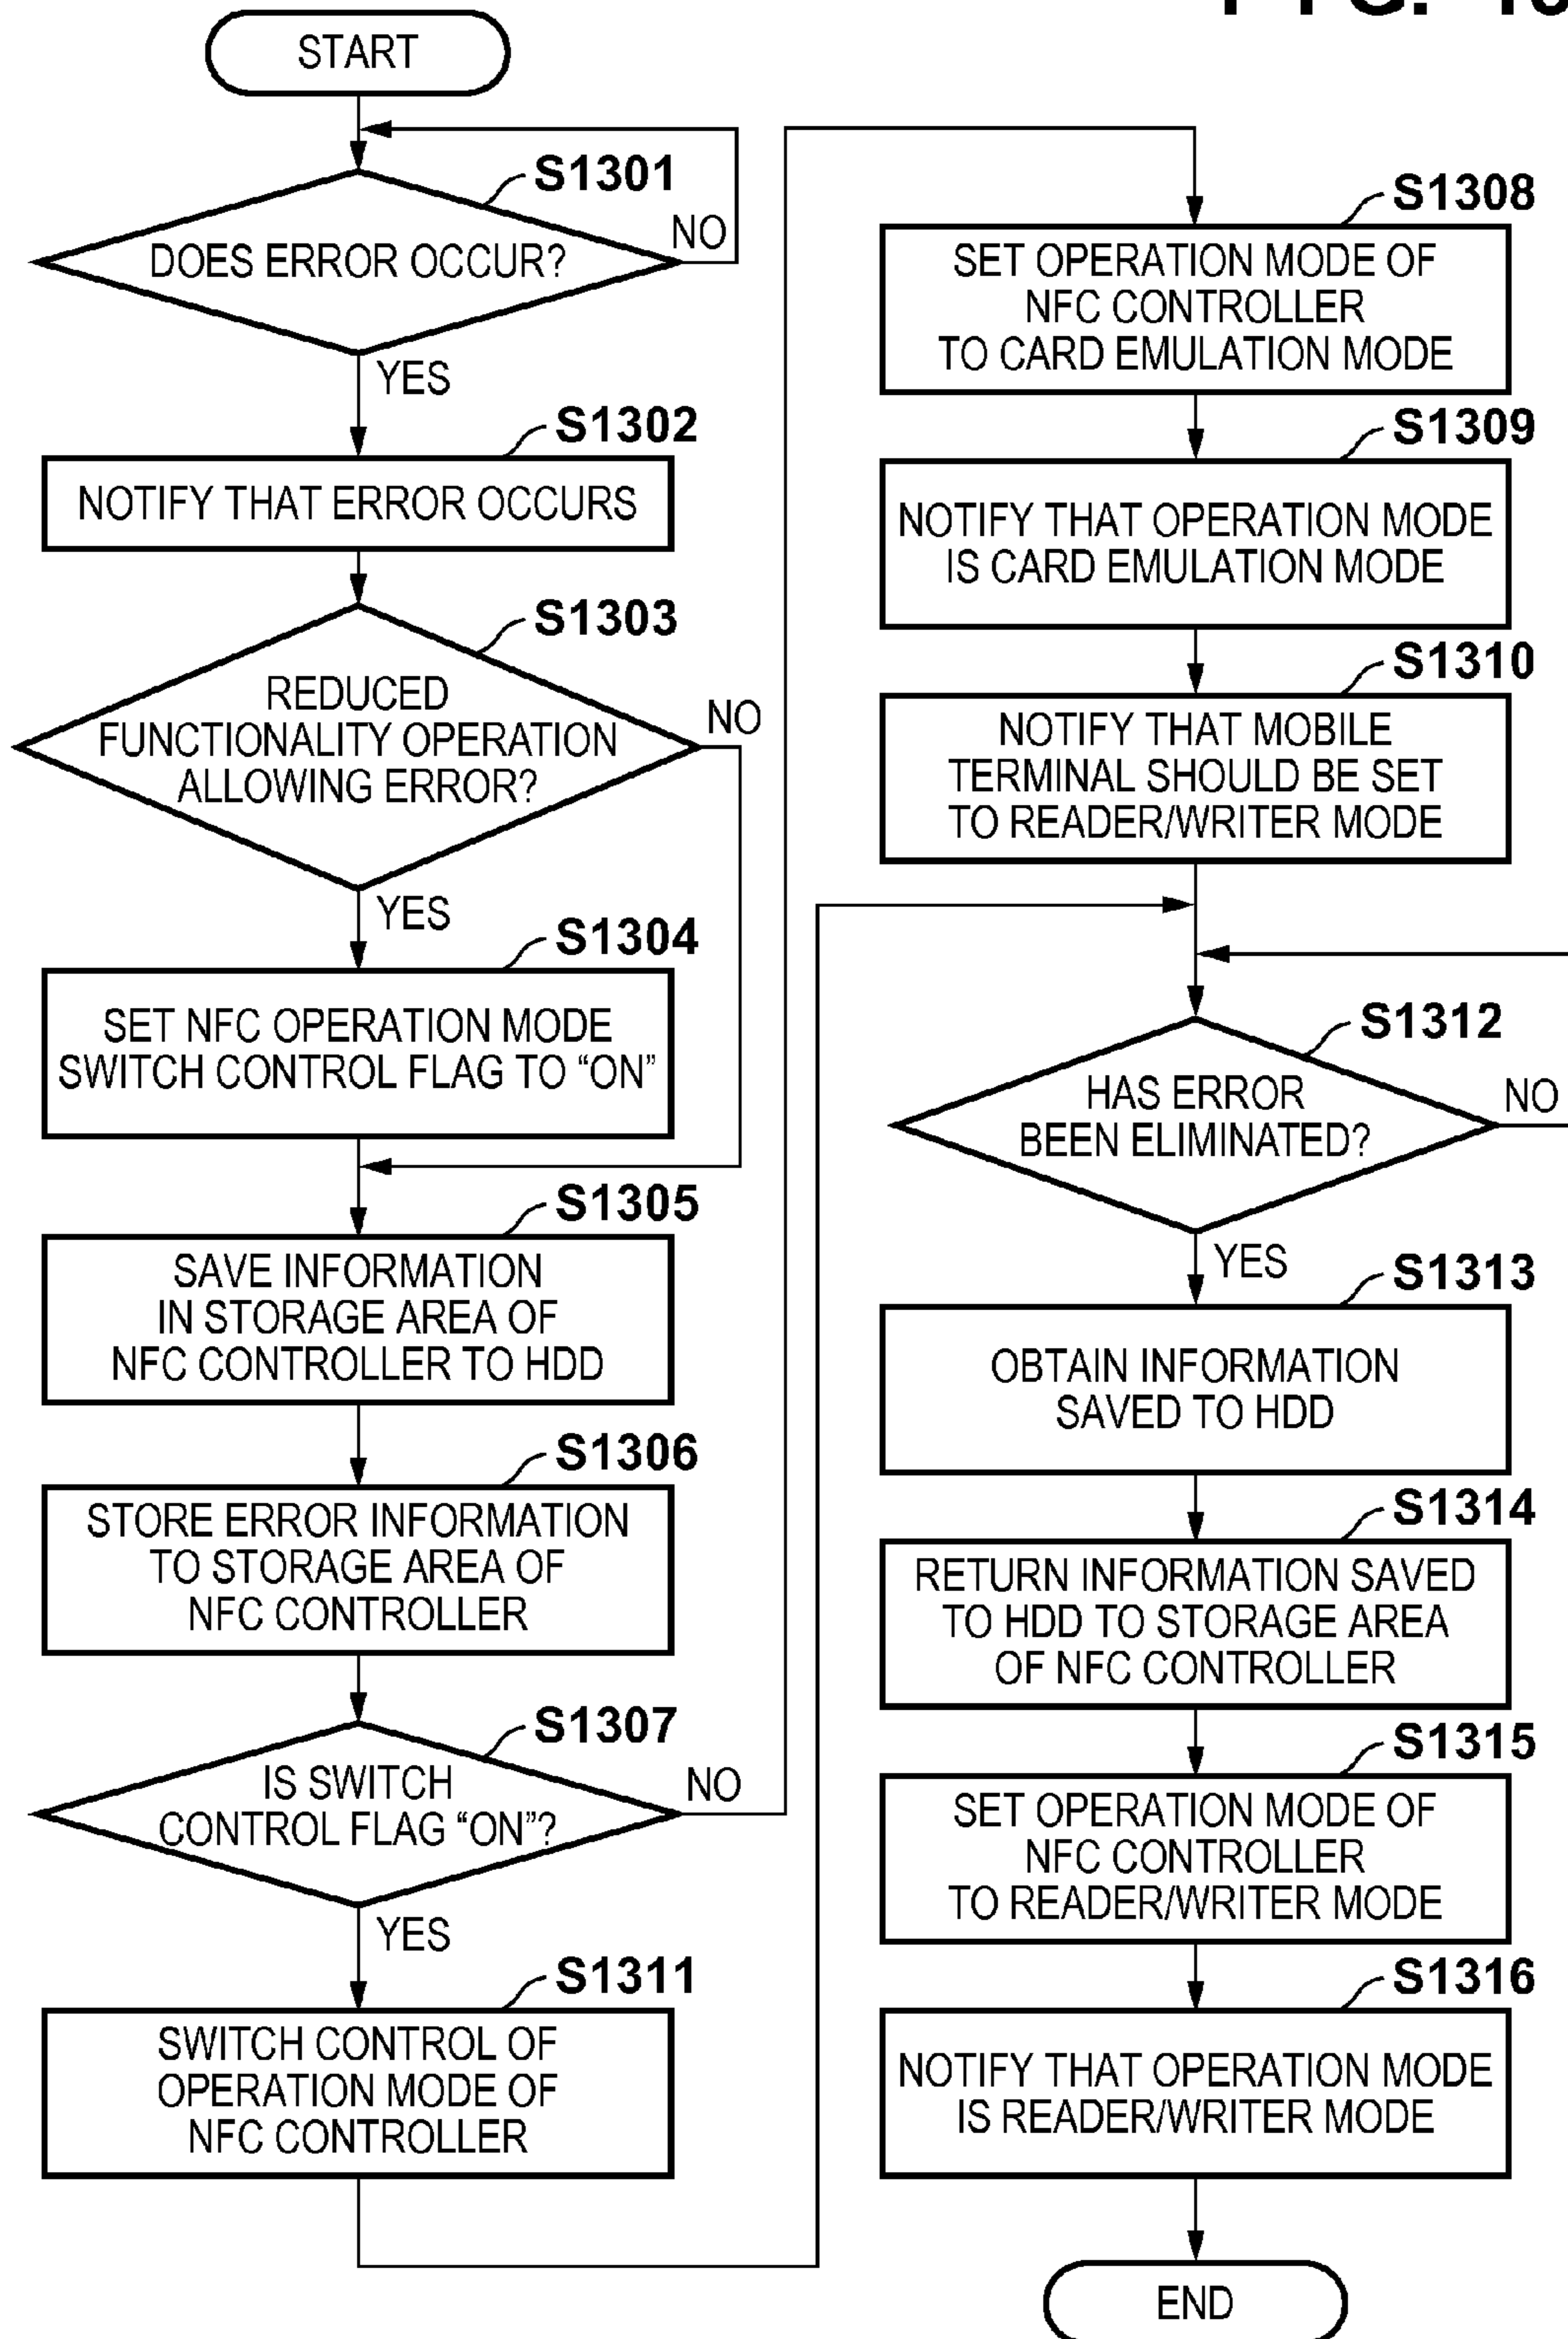 START
S1301
DOES ERROR OCCUR?
NO
YES
S1302
NOTIFY THAT ERROR OCCURS
S1303
REDUCED
FUNCTIONALITY OPERATION
ALLOWING ERROR?
NO
YES
S1304
SET NFC OPERATION MODE
SWITCH CONTROL FLAG TO “ON”
S1305
SAVE INFORMATION
IN STORAGE AREA OF
NFC CONTROLLER TO HDD
S1306
STORE ERROR INFORMATION
TO STORAGE AREA OF
NFC CONTROLLER
S1307
IS SWITCH
CONTROL FLAG “ON”?
NO
YES
S1311
SWITCH CONTROL OF
OPERATION MODE OF
NFC CONTROLLER
S1308
SET OPERATION MODE OF
NFC CONTROLLER
TO CARD EMULATION MODE
S1309
NOTIFY THAT OPERATION MODE
IS CARD EMULATION MODE
S1310
NOTIFY THAT MOBILE
TERMINAL SHOULD BE SET
TO READER/WRITER MODE
S1312
HAS ERROR
BEEN ELIMINATED?
NO
YES
S1313
OBTAIN INFORMATION
SAVED TO HDD
S1314
RETURN INFORMATION SAVED
TO HDD TO STORAGE AREA
OF NFC CONTROLLER
S1315
SET OPERATION MODE OF
NFC CONTROLLER
TO READER/WRITER MODE
S1316
NOTIFY THAT OPERATION MODE
IS READER/WRITER MODE
END